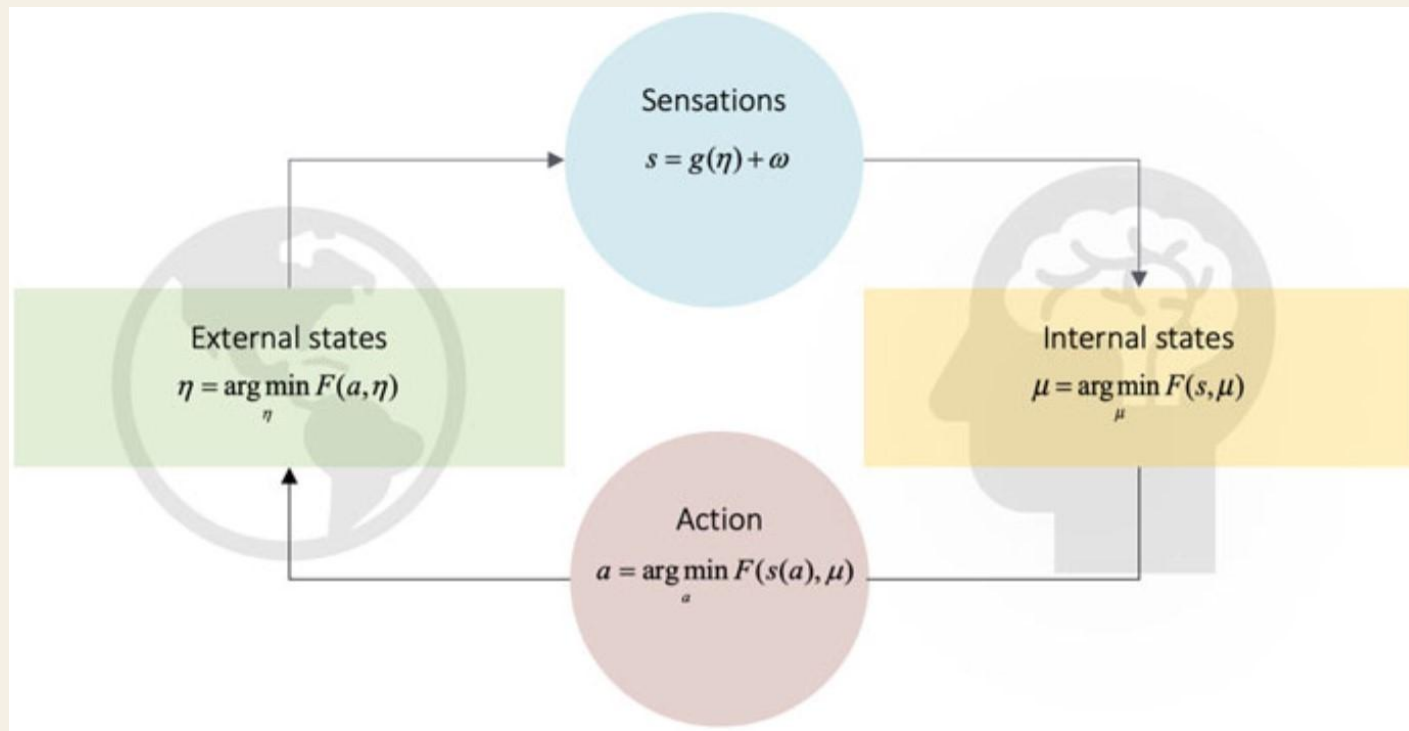 Sensations
s = g(η) + ω
External states
η = arg min F(a, η)
η
Internal states
μ = arg min F(s, μ)
μ
Action
a = arg min F(s(a), μ)
a